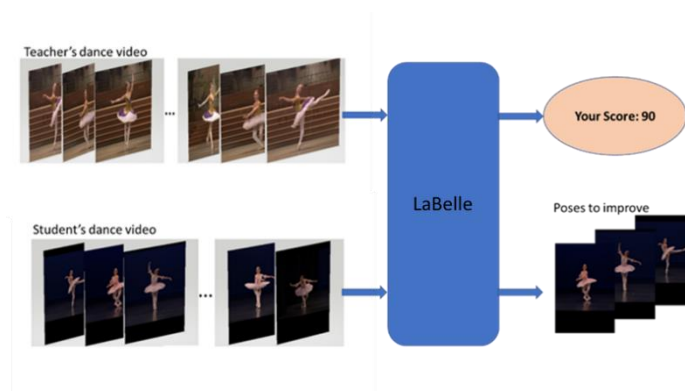 Teacher's dance video
...
Your Score: 90
LaBelle
Student's dance video
...
Poses to improve